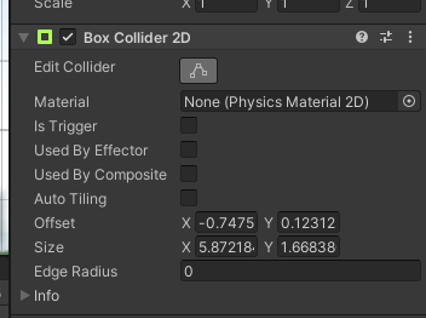 Scale X 1 Y 1 Z 1
Box Collider 2D
Edit Collider
Material None (Physics Material 2D)
Is Trigger
Used By Effector
Used By Composite
Auto Tiling
Offset X -0.7475 Y 0.12312
Size X 5.87218 Y 1.66838
Edge Radius 0
Info